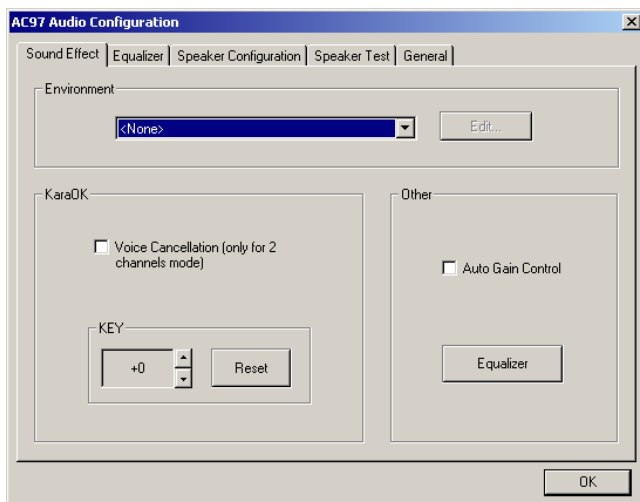 AC97 Audio Configuration
Sound Effect Equalizer Speaker Configuration Speaker Test General
Environment
<None> Edit...
KaraOK
Voice Cancellation (only for 2
channels mode)
KEY
+0 Reset
Other
Auto Gain Control
Equalizer
OK